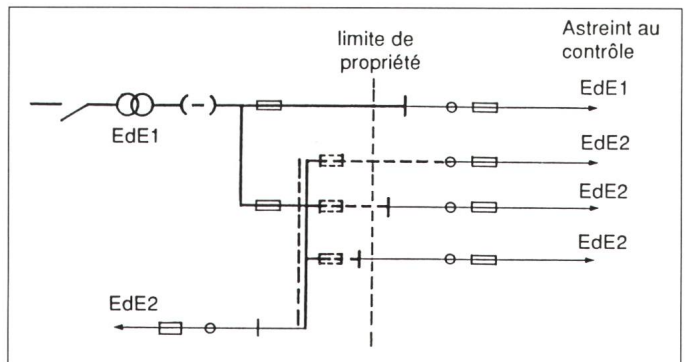 limite de
propriété
Astreint au
contrôle
EdE1
EdE1
EdE2
EdE2
EdE2
EdE2